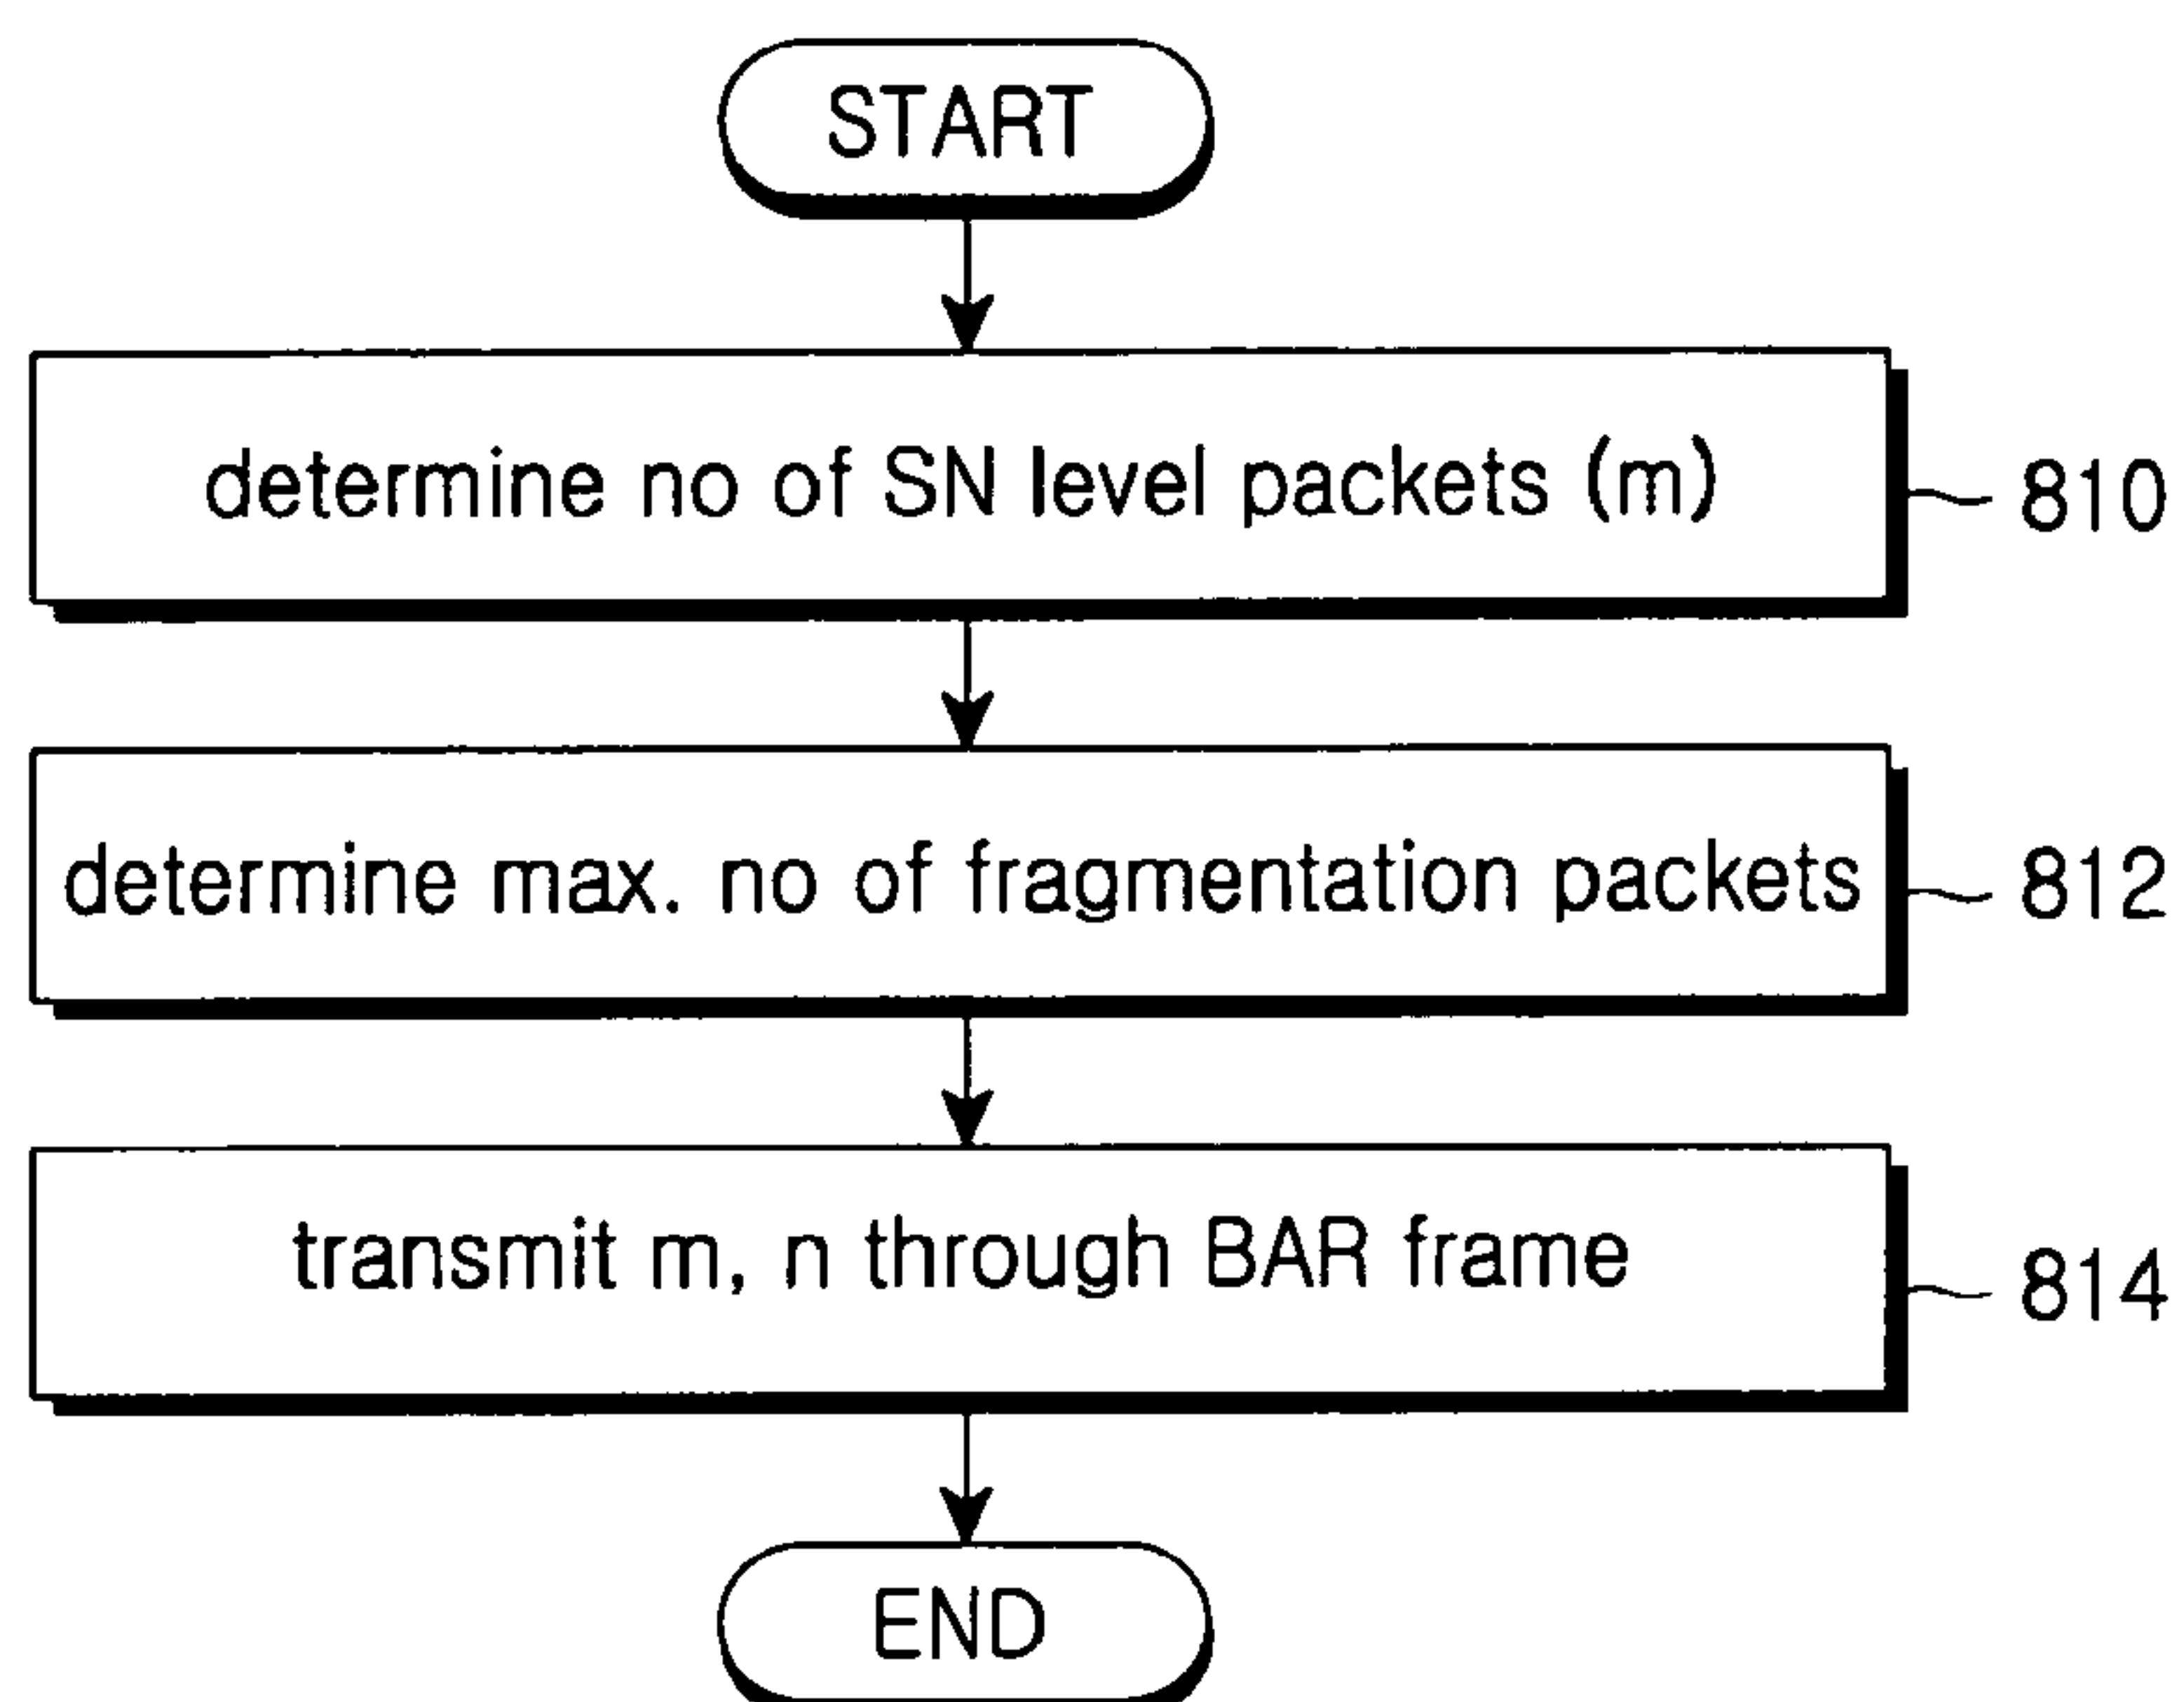 START
determine no of SN level packets (m)
810
determine max. no of fragmentation packets
812
transmit m, n through BAR frame
814
END